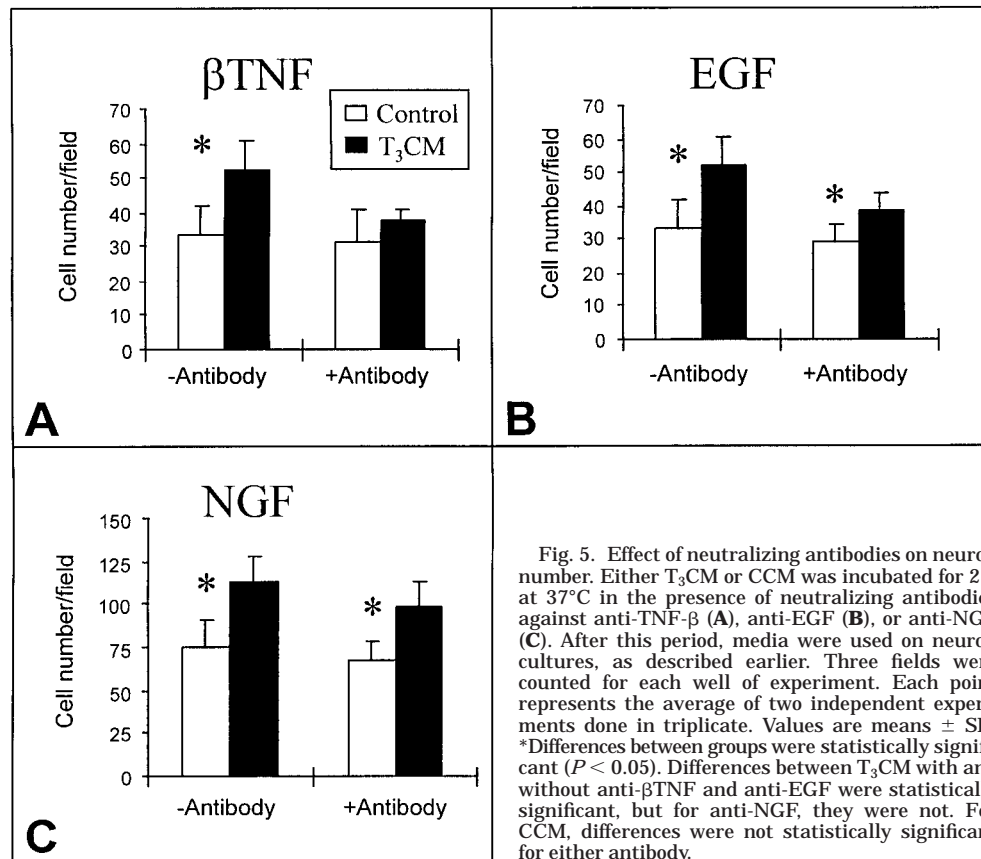 βTNF
Control
T₃CM
Cell number/field
70
60
50
40
30
20
10
0
*
-Antibody
+Antibody
A
EGF
Cell number/field
70
60
50
40
30
20
10
0
*
*
-Antibody
+Antibody
B
NGF
Cell number/field
150
125
100
75
50
25
0
*
*
-Antibody
+Antibody
C
Fig. 5. Effect of neutralizing antibodies on neuro
number. Either T₃CM or CCM was incubated for 2
at 37°C in the presence of neutralizing antibodie
against anti-TNF-β (A), anti-EGF (B), or anti-NG
(C). After this period, media were used on neuro
cultures, as described earlier. Three fields wer
counted for each well of experiment. Each poin
represents the average of two independent exper
ments done in triplicate. Values are means ± S
*Differences between groups were statistically signif
cant (P < 0.05). Differences between T₃CM with an
without anti-βTNF and anti-EGF were statistical
significant, but for anti-NGF, they were not. F
CCM, differences were not statistically significan
for either antibody.